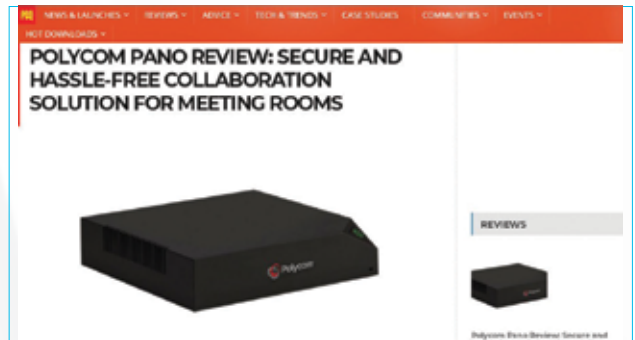 PCQ NEWS & LAUNCHES REVIEWS ADVICE TECH & TRENDS CASE STUDIES COMMUNITIES EVENTS
HOT DOWNLOADS
POLYCOM PANO REVIEW: SECURE AND
HASSLE-FREE COLLABORATION
SOLUTION FOR MEETING ROOMS
Polycom
REVIEWS
Polycom Pano Review: Secure and